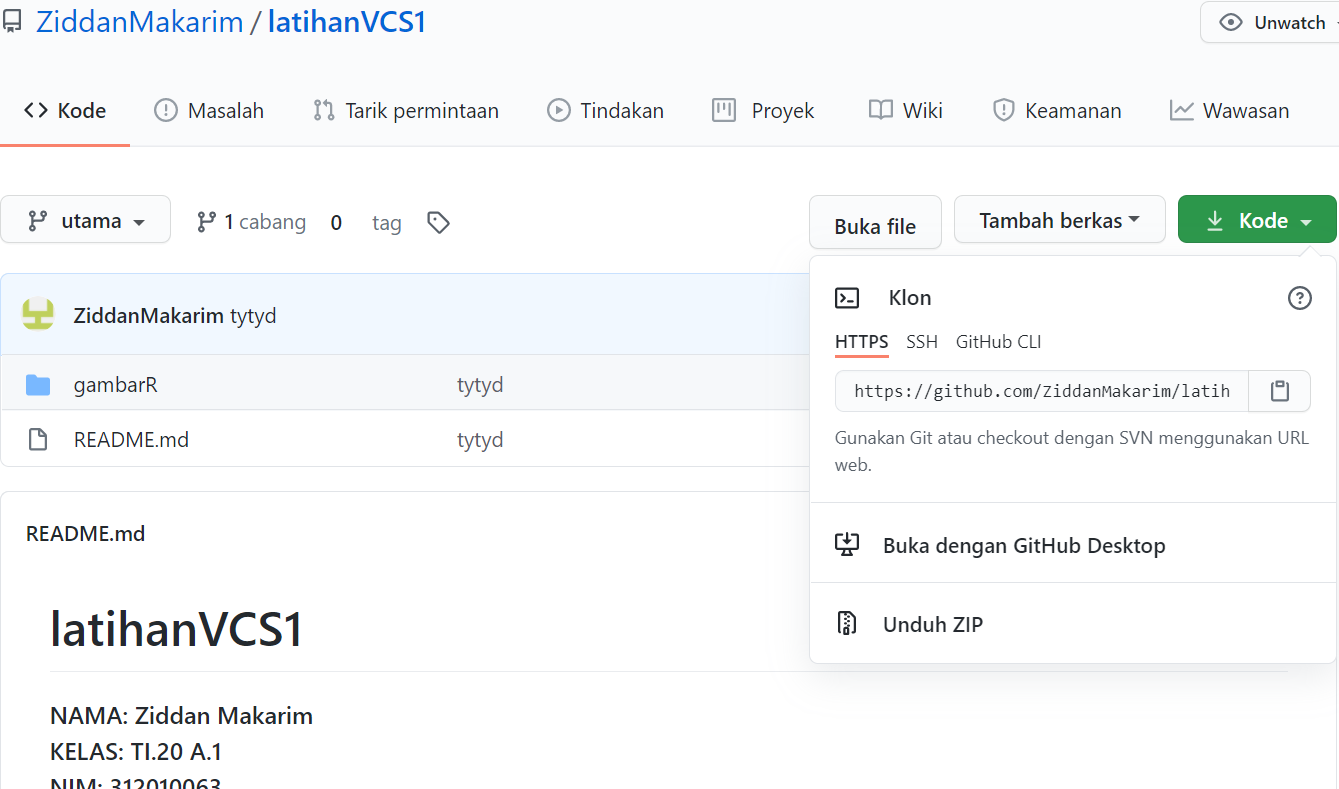 ZiddanMakarim / latihanVCS1
Unwatch
Kode Masalah Tarik permintaan Tindakan Proyek Wiki Keamanan Wawasan
utama 1 cabang 0 tag Buka file Tambah berkas Kode
ZiddanMakarim tytyd
gambarR tytyd
README.md tytyd
Klon
HTTPS SSH GitHub CLI
https://github.com/ZiddanMakarim/latih
Gunakan Git atau checkout dengan SVN menggunakan URL
web.
Buka dengan GitHub Desktop
Unduh ZIP
README.md
latihanVCS1
NAMA: Ziddan Makarim
KELAS: TI.20 A.1
NIM: 312010063